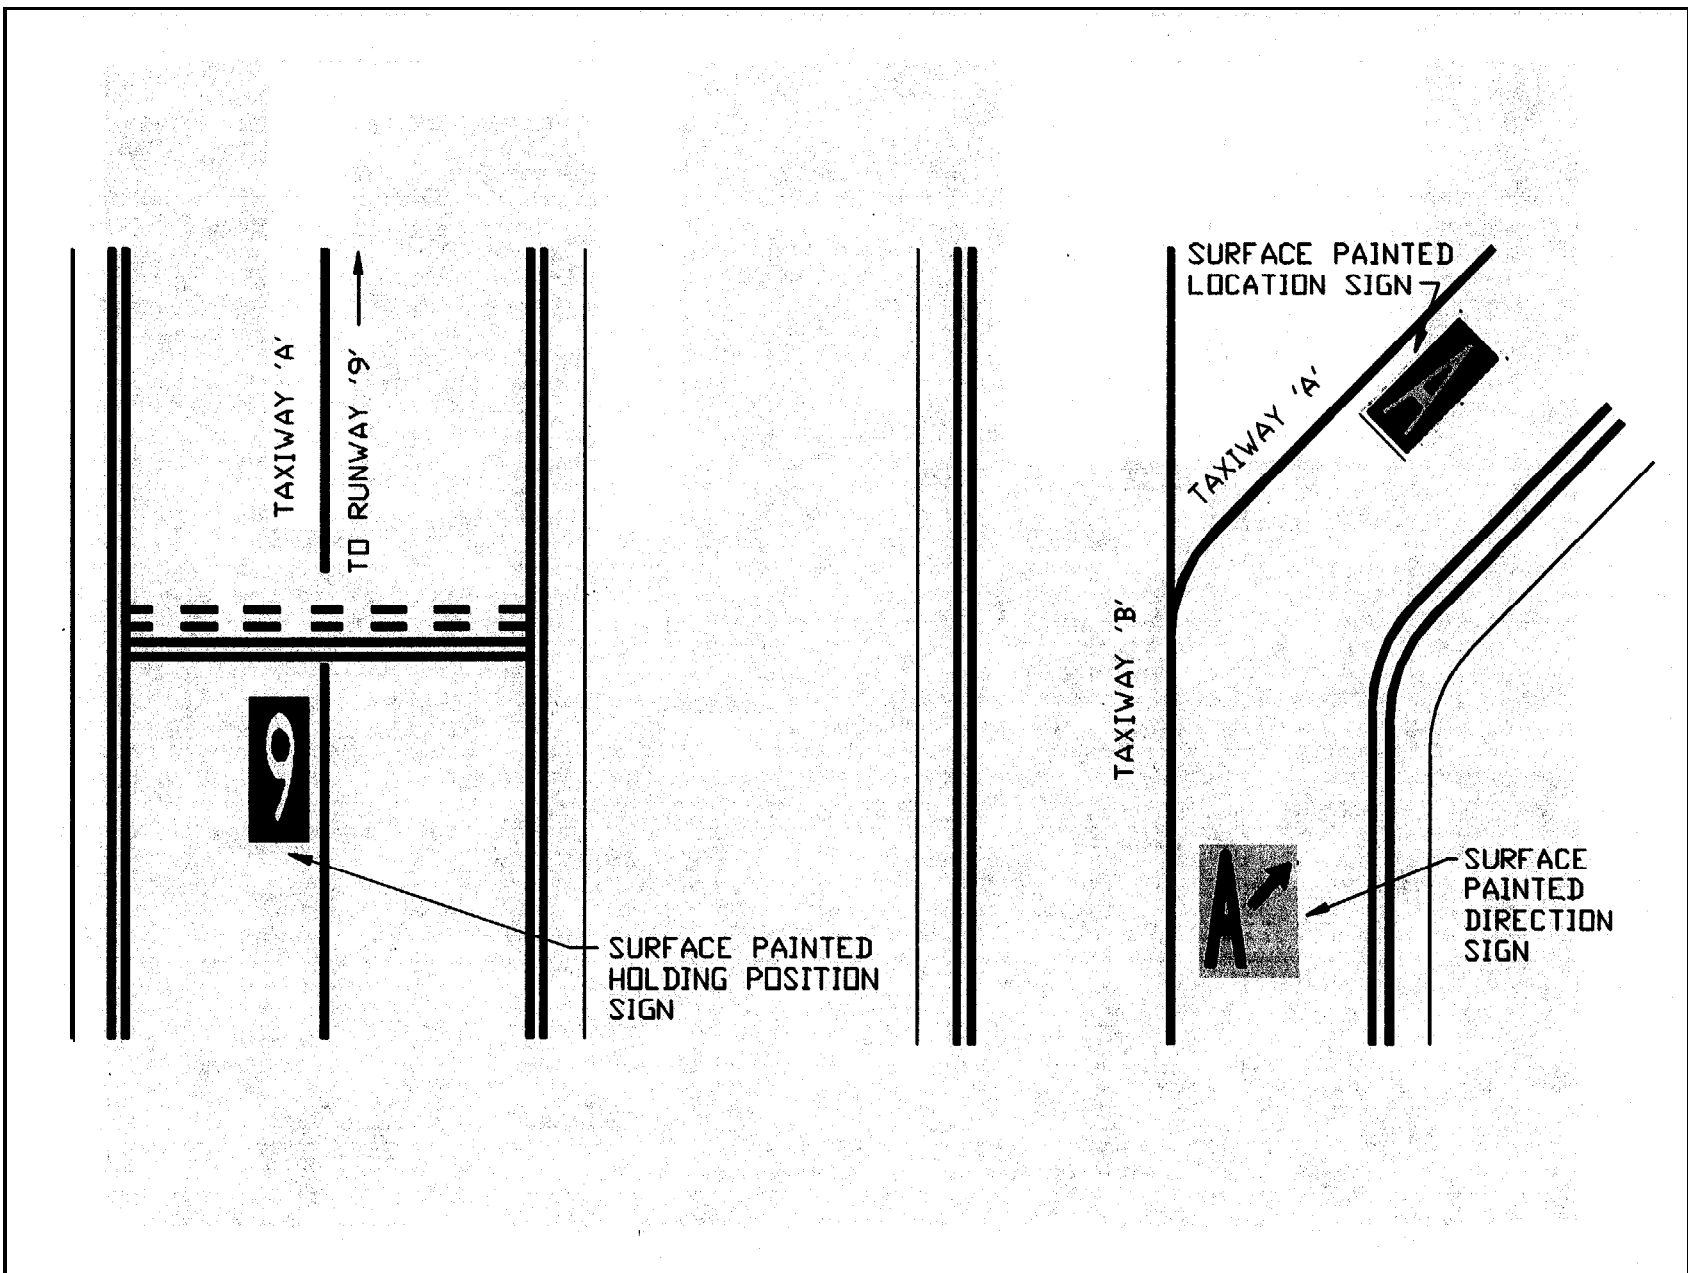 TAXIWAY 'A'
TO RUNWAY '9'
9
SURFACE PAINTED
HOLDING POSITION
SIGN
SURFACE PAINTED
LOCATION SIGN
A
TAXIWAY 'A'
TAXIWAY 'B'
A
SURFACE
PAINTED
DIRECTION
SIGN